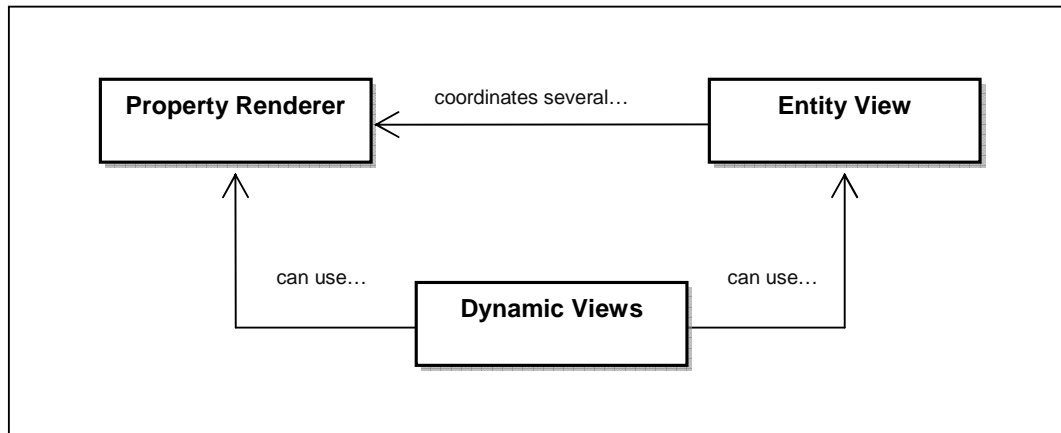 Property Renderer
coordinates several…
Entity View
can use…
can use…
Dynamic Views